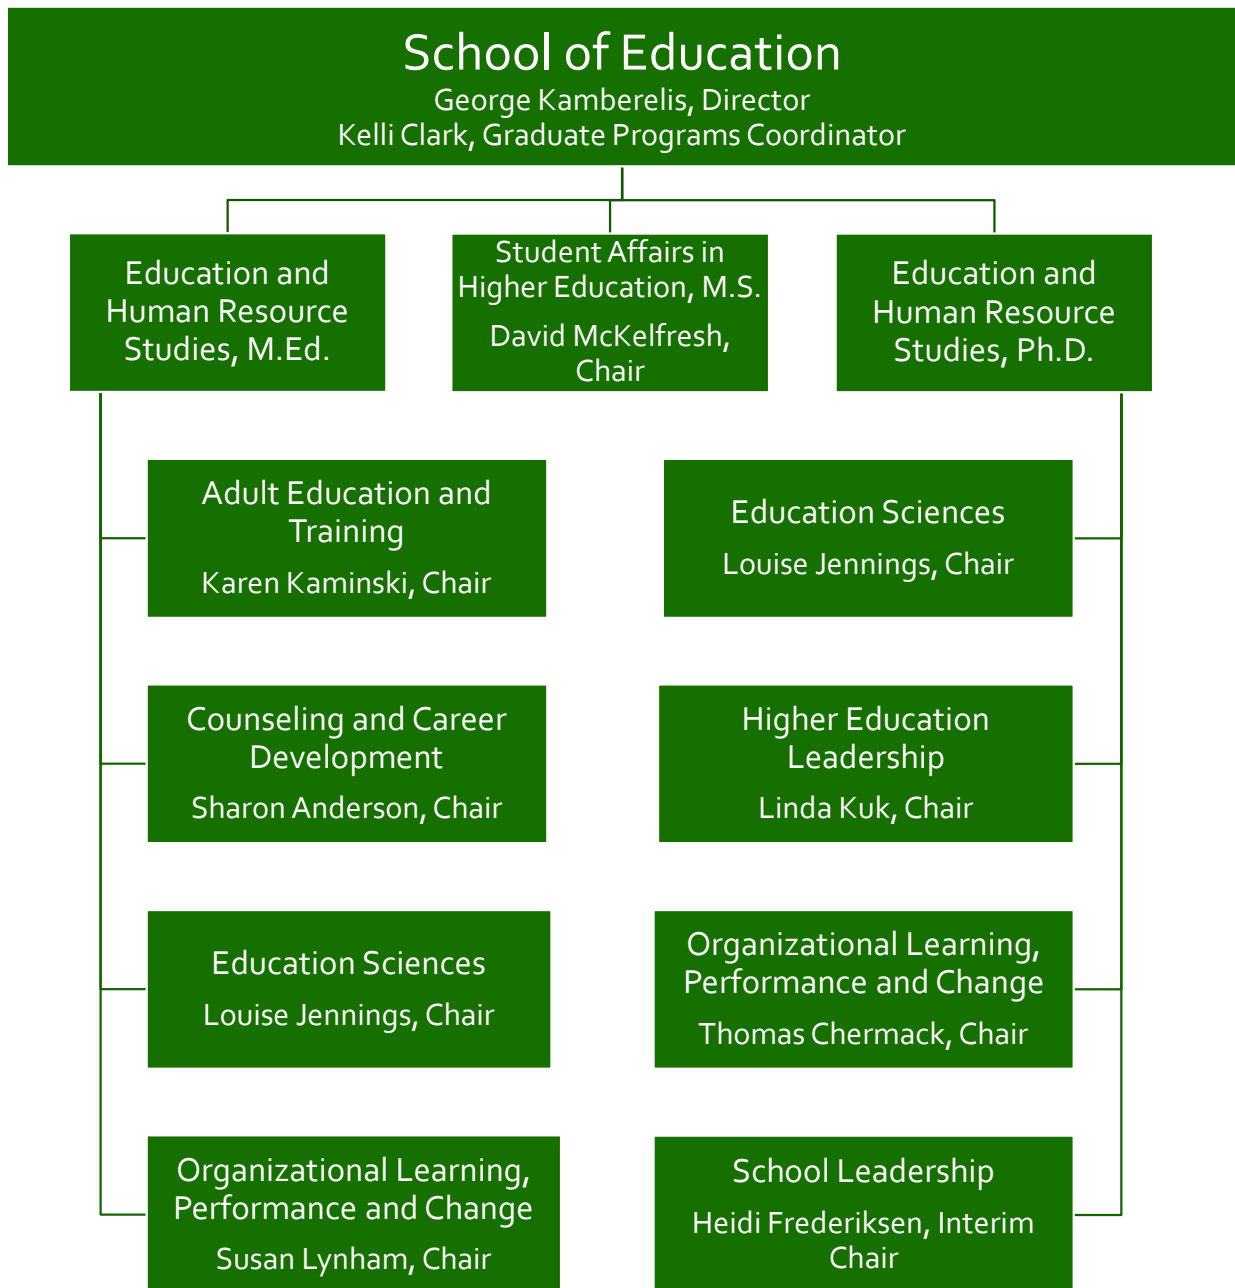 School of Education
George Kamberelis, Director
Kelli Clark, Graduate Programs Coordinator
Education and
Human Resource
Studies, M.Ed.
Student Affairs in
Higher Education, M.S.
David McKelfresh,
Chair
Education and
Human Resource
Studies, Ph.D.
Adult Education and
Training
Karen Kaminski, Chair
Counseling and Career
Development
Sharon Anderson, Chair
Education Sciences
Louise Jennings, Chair
Organizational Learning,
Performance and Change
Susan Lynham, Chair
Education Sciences
Louise Jennings, Chair
Higher Education
Leadership
Linda Kuk, Chair
Organizational Learning,
Performance and Change
Thomas Chermack, Chair
School Leadership
Heidi Frederiksen, Interim
Chair